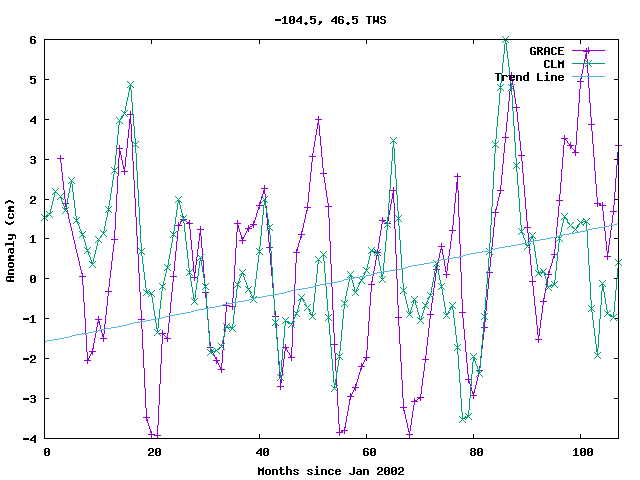 -104.5, 46.5 TWS
GRACE
CLM
Trend Line
Anomaly (cm)
6
5
4
3
2
1
0
-1
-2
-3
-4
0 20 40 60 80 100
Months since Jan 2002